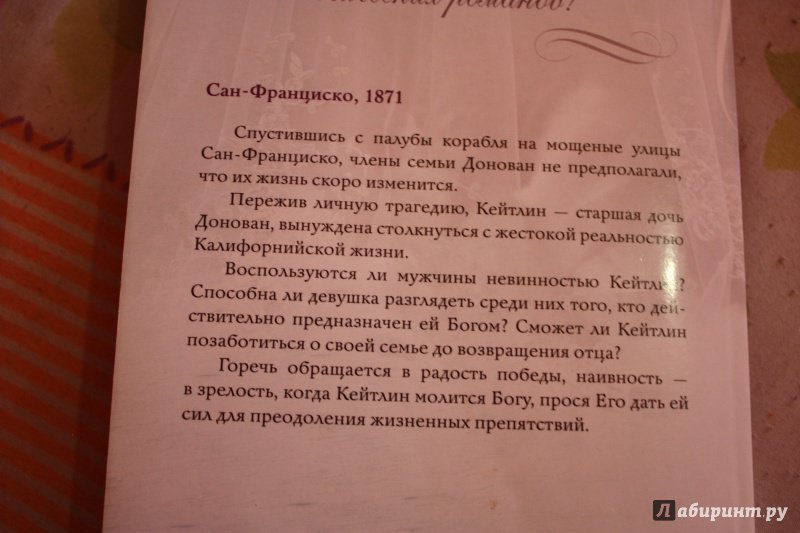 романов!
Сан-Франциско, 1871
Спустившись с палубы корабля на мощеные улицы
Сан-Франциско, члены семьи Донован не предполагали,
что их жизнь скоро изменится.
Пережив личную трагедию, Кейтлин — старшая дочь
Донован, вынуждена столкнуться с жестокой реальностью
Калифорнийской жизни.
Воспользуются ли мужчины невинностью Кейтлин?
Способна ли девушка разглядеть среди них того, кто дей-
ствительно предназначен ей Богом? Сможет ли Кейтлин
позаботиться о своей семье до возвращения отца?
Горечь обращается в радость победы, наивность —
в зрелость, когда Кейтлин молится Богу, прося Его дать ей
сил для преодоления жизненных препятствий.
Лабиринт.ру